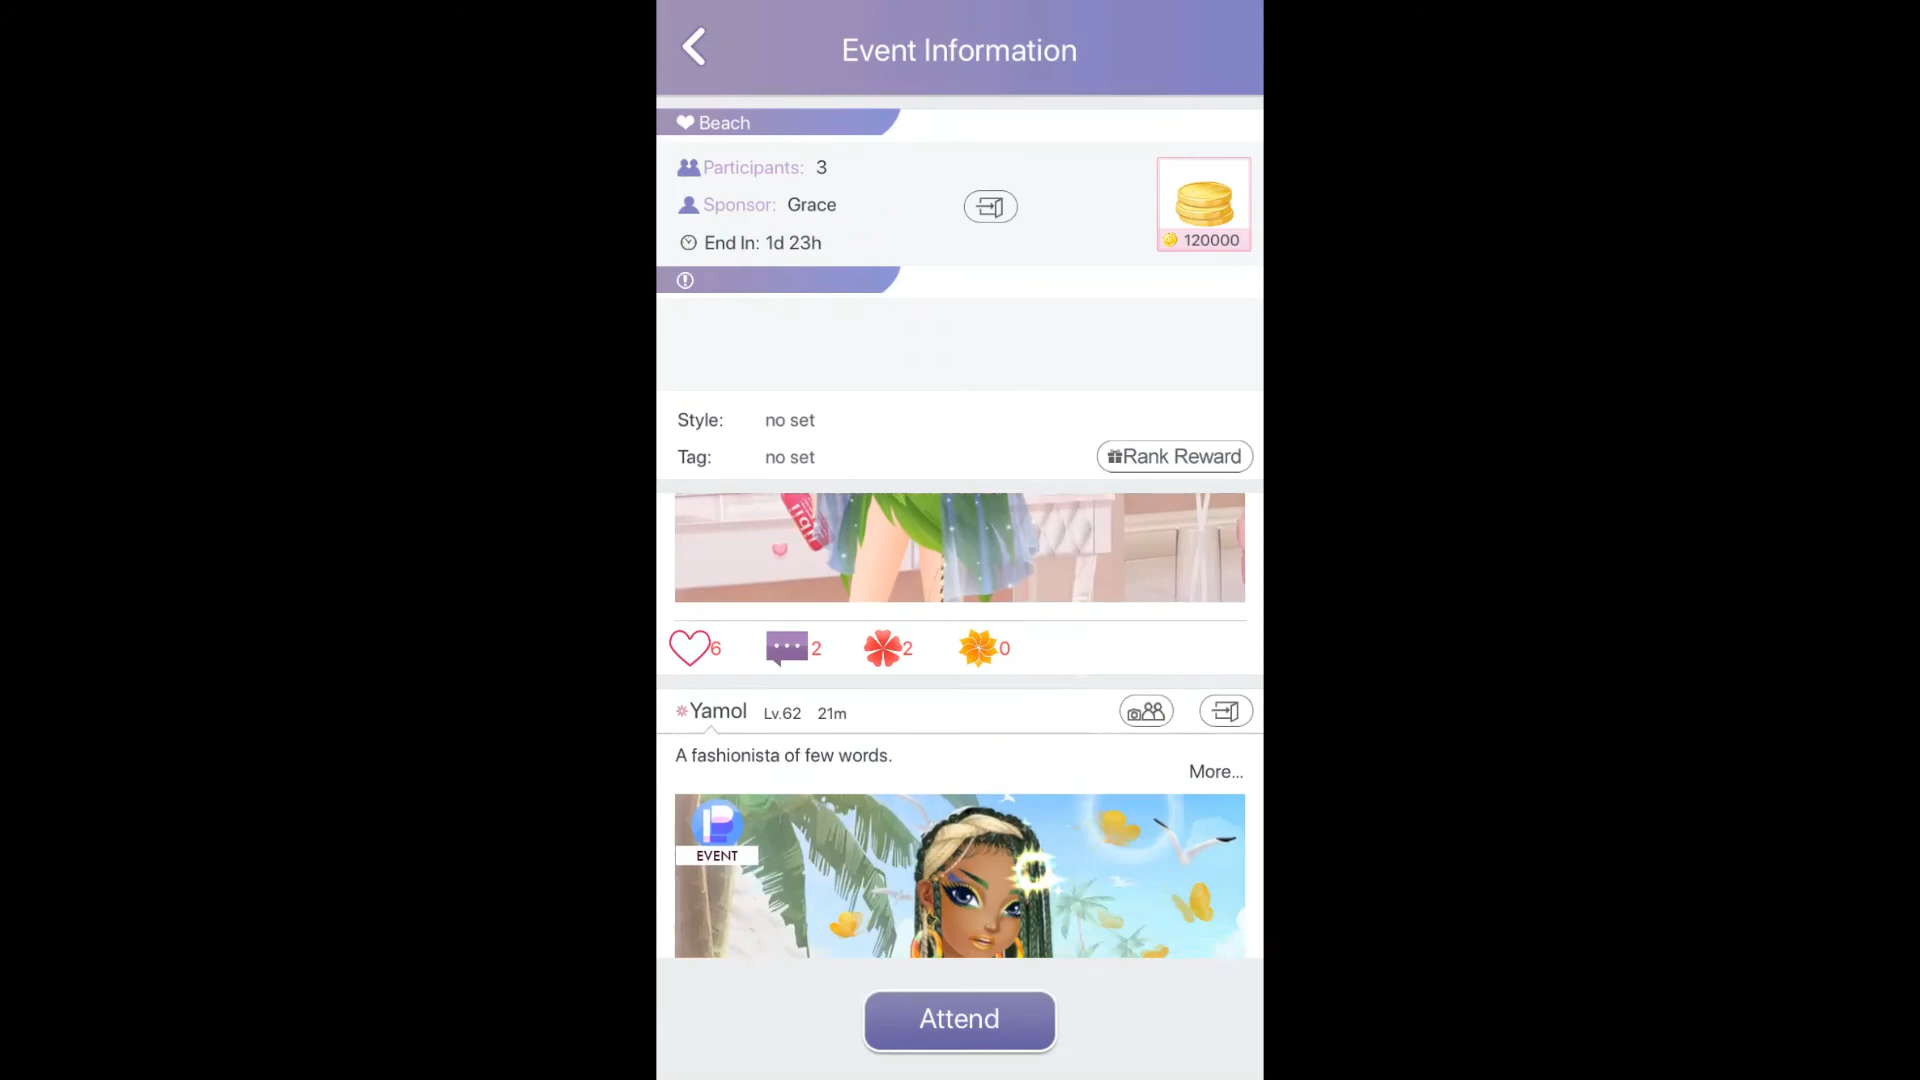 Event Information
Beach
Participants: 3
Sponsor: Grace
End In: 1d 23h
120000
Style: no set
Tag: no set
Rank Reward
6 2 2 0
Yamol Lv.62 21m
A fashionista of few words.
More...
EVENT
Attend